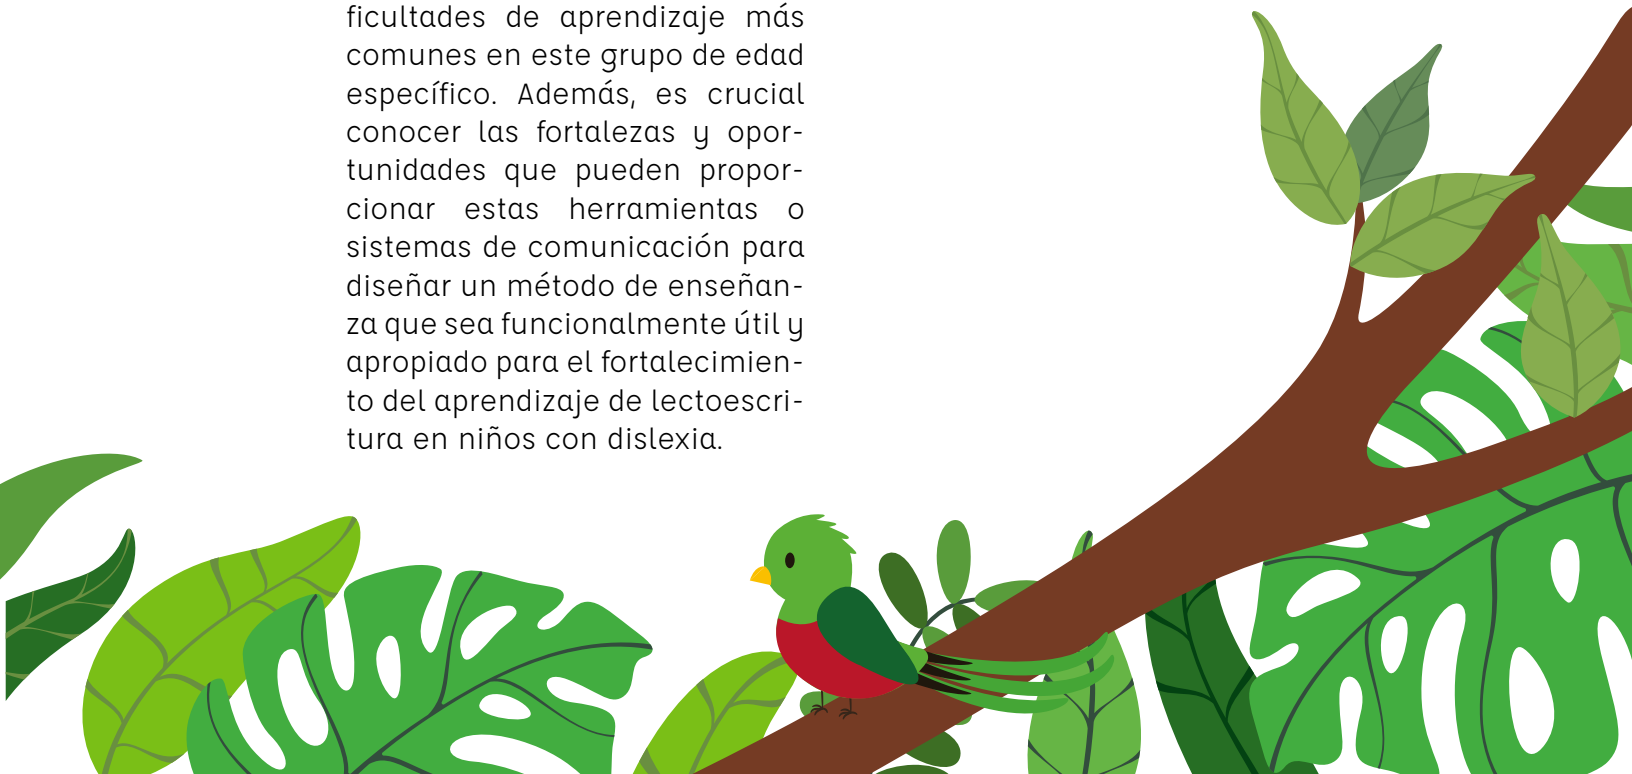 ficultades de aprendizaje más
comunes en este grupo de edad
específico. Además, es crucial
conocer las fortalezas y opor-
tunidades que pueden propor-
cionar estas herramientas o
sistemas de comunicación para
diseñar un método de enseñan-
za que sea funcionalmente útil y
apropiado para el fortalecimien-
to del aprendizaje de lectoescri-
tura en niños con dislexia.